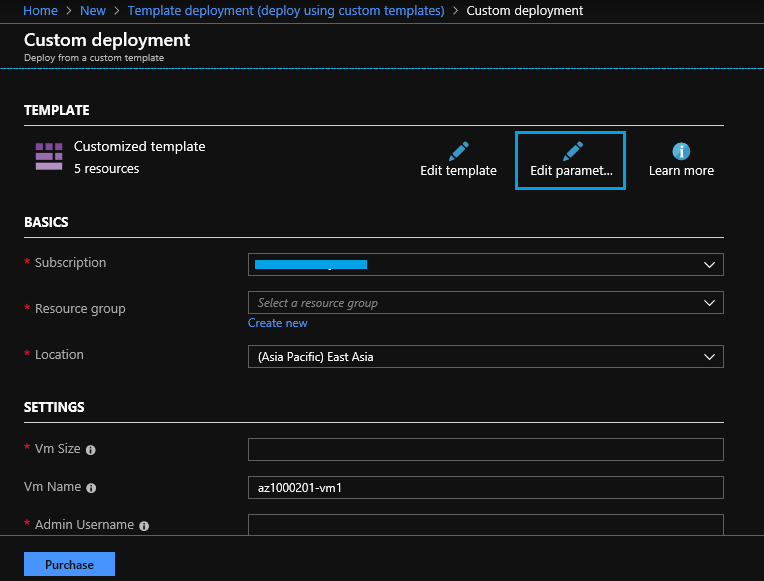 Home > New > Template deployment (deploy using custom templates) > Custom deployment
Custom deployment
Deploy from a custom template
TEMPLATE
Customized template
5 resources
Edit template
Edit paramet...
Learn more
BASICS
* Subscription
* Resource group
Select a resource group
Create new
* Location
(Asia Pacific) East Asia
SETTINGS
* Vm Size
Vm Name
az1000201-vm1
* Admin Username
Purchase